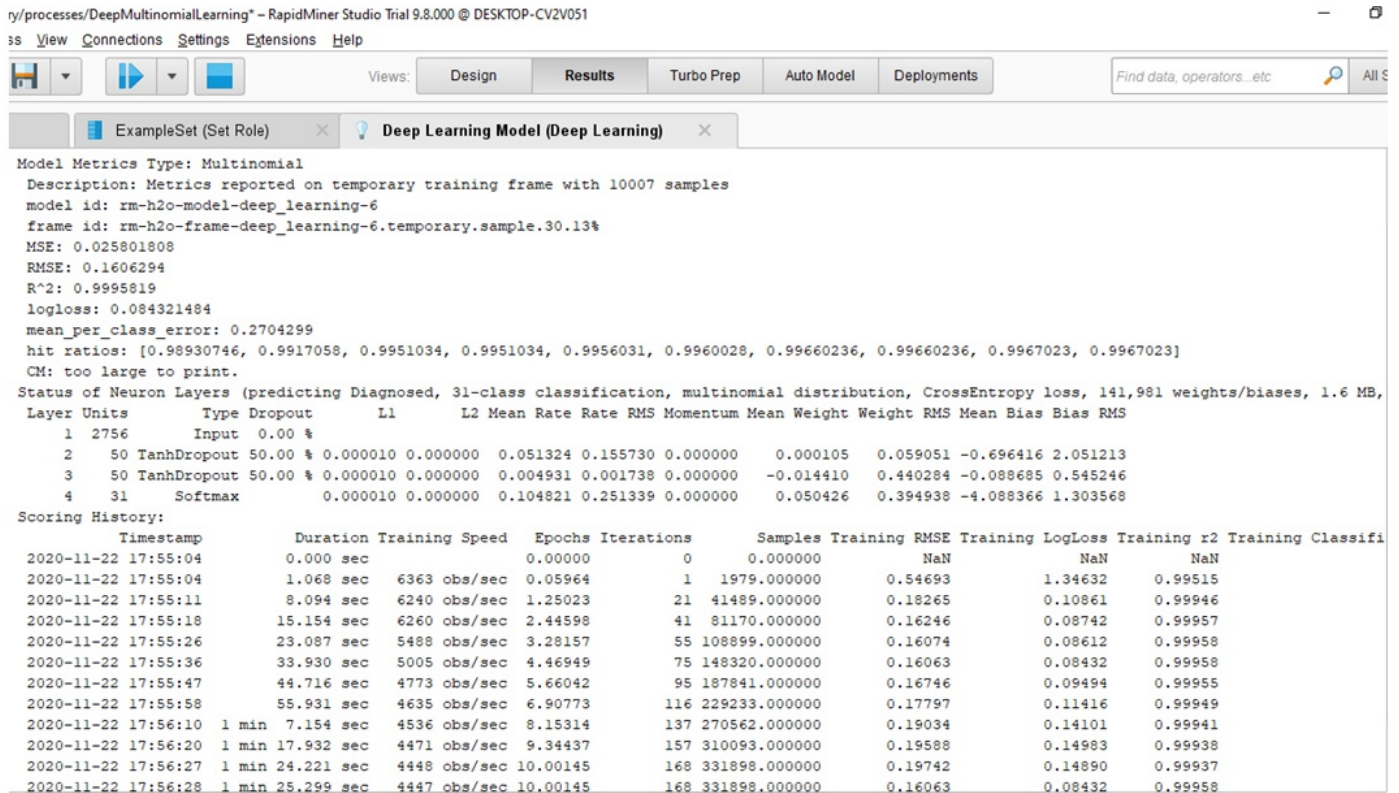 ry/processes/DeepMultinomialLearning* – RapidMiner Studio Trial 9.8.000 @ DESKTOP-CV2V051
ss View Connections Settings Extensions Help
Views: Design Results Turbo Prep Auto Model Deployments Find data, operators...etc All S
ExampleSet (Set Role) Deep Learning Model (Deep Learning)
Model Metrics Type: Multinomial
Description: Metrics reported on temporary training frame with 10007 samples
model id: rm-h2o-model-deep_learning-6
frame id: rm-h2o-frame-deep_learning-6.temporary.sample.30.13%
MSE: 0.025801808
RMSE: 0.1606294
R^2: 0.9995819
logloss: 0.084321484
mean_per_class_error: 0.2704299
hit ratios: [0.98930746, 0.9917058, 0.9951034, 0.9951034, 0.9956031, 0.9960028, 0.99660236, 0.99660236, 0.9967023, 0.9967023]
CM: too large to print.
Status of Neuron Layers (predicting Diagnosed, 31-class classification, multinomial distribution, CrossEntropy loss, 141,981 weights/biases, 1.6 MB,
Layer Units Type Dropout L1 L2 Mean Rate Rate RMS Momentum Mean Weight Weight RMS Mean Bias Bias RMS
1 2756 Input 0.00 %
2 50 TanhDropout 50.00 % 0.000010 0.000000 0.051324 0.155730 0.000000 0.000105 0.059051 -0.696416 2.051213
3 50 TanhDropout 50.00 % 0.000010 0.000000 0.004931 0.001738 0.000000 -0.014410 0.440284 -0.088685 0.545246
4 31 Softmax 0.000010 0.000000 0.104821 0.251339 0.000000 0.050426 0.394938 -4.088366 1.303568
Scoring History:
Timestamp Duration Training Speed Epochs Iterations Samples Training RMSE Training LogLoss Training r2 Training Classifi
2020-11-22 17:55:04 0.000 sec 0.00000 0 0.000000 NaN NaN NaN
2020-11-22 17:55:04 1.068 sec 6363 obs/sec 0.05964 1 1979.000000 0.54693 1.34632 0.99515
2020-11-22 17:55:11 8.094 sec 6240 obs/sec 1.25023 21 41489.000000 0.18265 0.10861 0.99946
2020-11-22 17:55:18 15.154 sec 6260 obs/sec 2.44598 41 81170.000000 0.16246 0.08742 0.99957
2020-11-22 17:55:26 23.087 sec 5488 obs/sec 3.28157 55 108899.000000 0.16074 0.08612 0.99958
2020-11-22 17:55:36 33.930 sec 5005 obs/sec 4.46949 75 148320.000000 0.16063 0.08432 0.99958
2020-11-22 17:55:47 44.716 sec 4773 obs/sec 5.66042 95 187841.000000 0.16746 0.09494 0.99955
2020-11-22 17:55:58 55.931 sec 4635 obs/sec 6.90773 116 229233.000000 0.17797 0.11416 0.99949
2020-11-22 17:56:10 1 min 7.154 sec 4536 obs/sec 8.15314 137 270562.000000 0.19034 0.14101 0.99941
2020-11-22 17:56:20 1 min 17.932 sec 4471 obs/sec 9.34437 157 310093.000000 0.19588 0.14983 0.99938
2020-11-22 17:56:27 1 min 24.221 sec 4448 obs/sec 10.00145 168 331898.000000 0.19742 0.14890 0.99937
2020-11-22 17:56:28 1 min 25.299 sec 4447 obs/sec 10.00145 168 331898.000000 0.16063 0.08432 0.99958